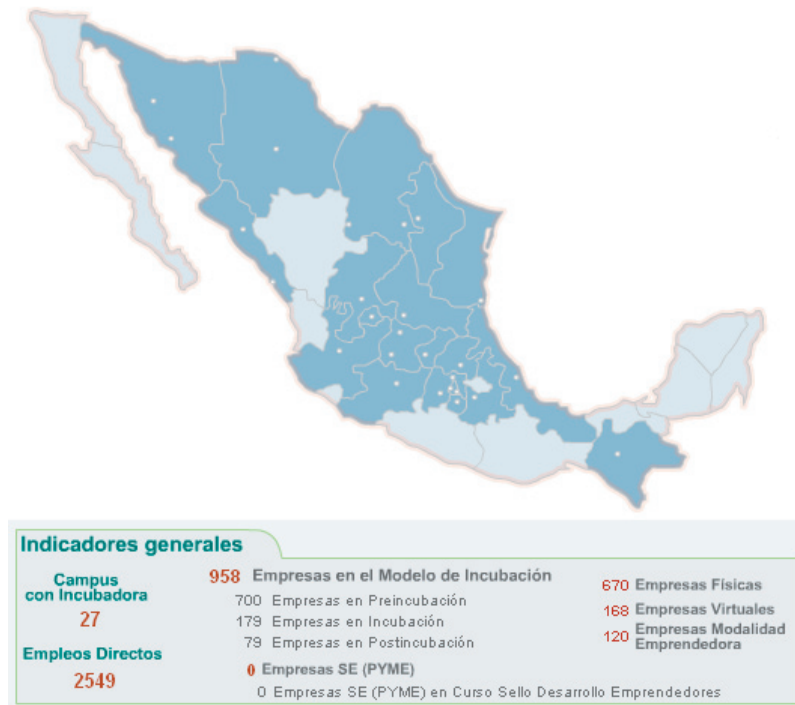 Indicadores generales
Campus
con Incubadora
27
Empleos Directos
2549
958 Empresas en el Modelo de Incubación
700 Empresas en Preincubación
179 Empresas en Incubación
79 Empresas en Postincubación
0 Empresas SE (PYME)
0 Empresas SE (PYME) en Curso Sello Desarrollo Emprendedores
670 Empresas Físicas
168 Empresas Virtuales
120 Empresas Modalidad
Emprendedora